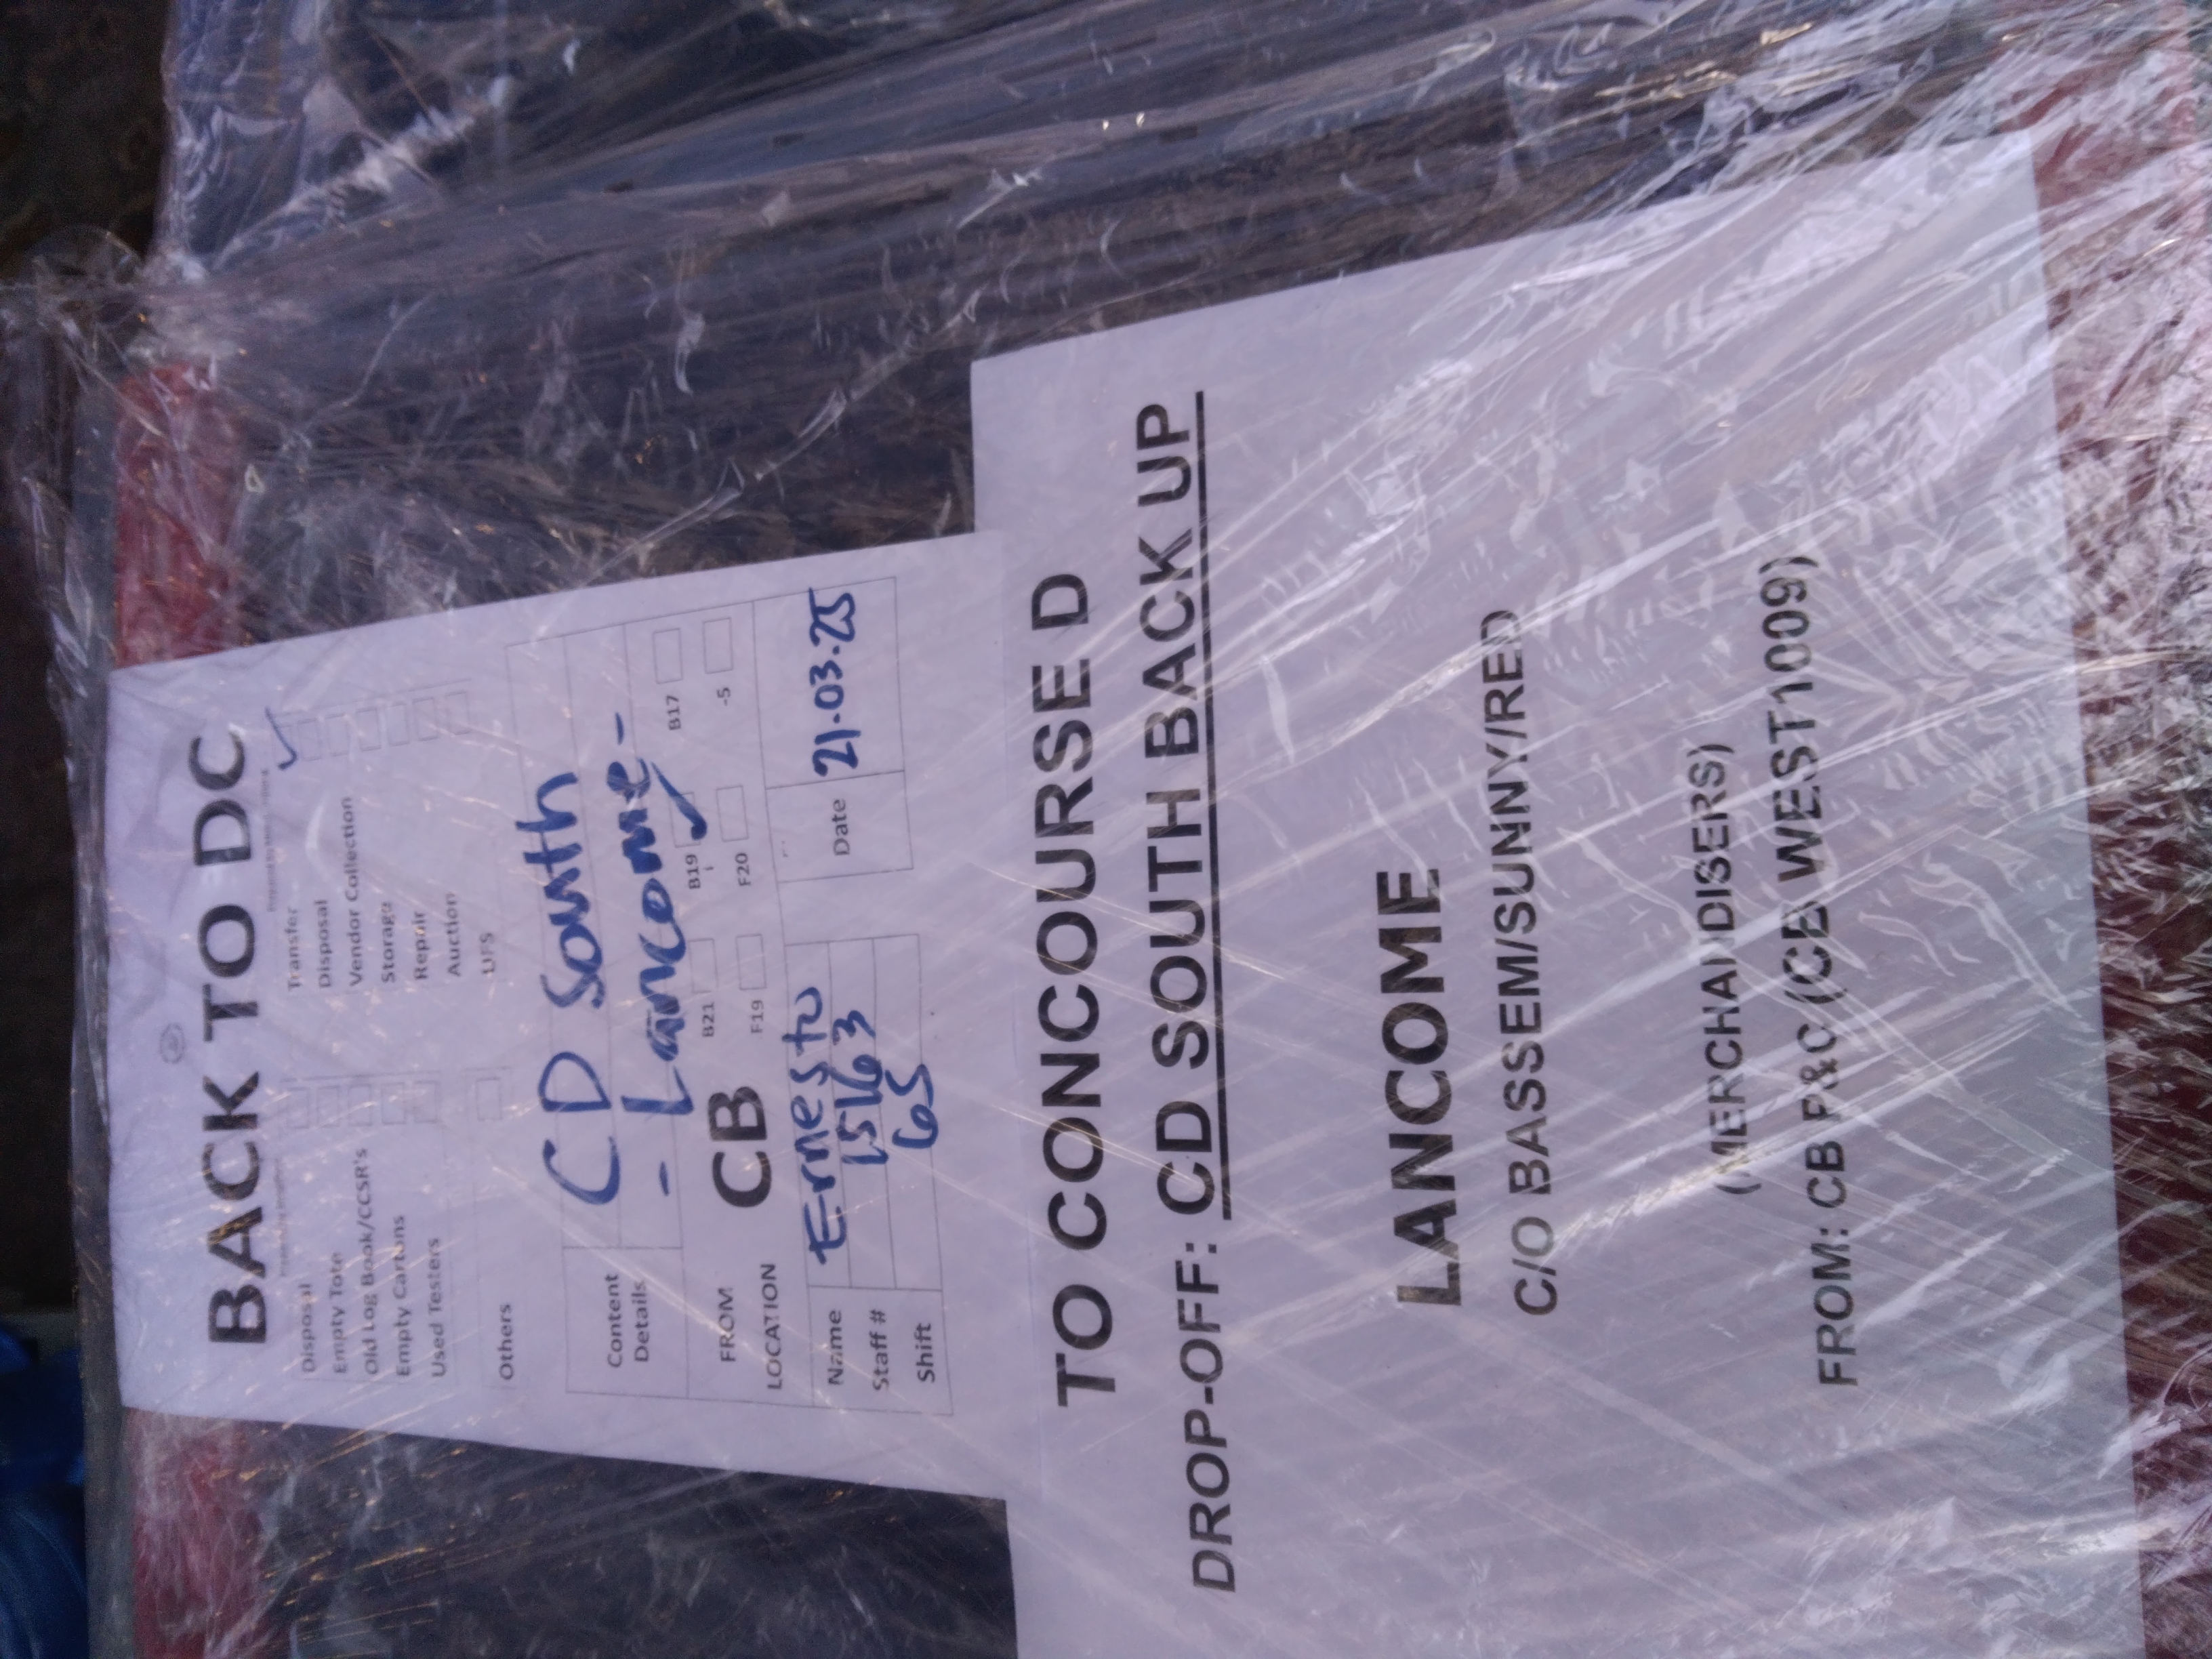 BACK TO DC
Disposal
Empty Tote
Old Log Book/CCSR's
Empty Cartons
Used Testers
Others
Transfer
Disposal
Vendor Collection
Storage
Repair
Auction
UFS
Content Details
CD South
- Lancome -
FROM LOCATION
CB
B21
B19
B17
F19
F20
-5
Name Ernesto
Staff # 15163
Shift 65
Date 21.03.25
TO CONCOURSE D
DROP-OFF: CD SOUTH BACK UP
LANCOME
C/O BASSEM/SUNNY/RED
(MERCHANDISERS)
FROM: CB P&C (CB WEST1009)